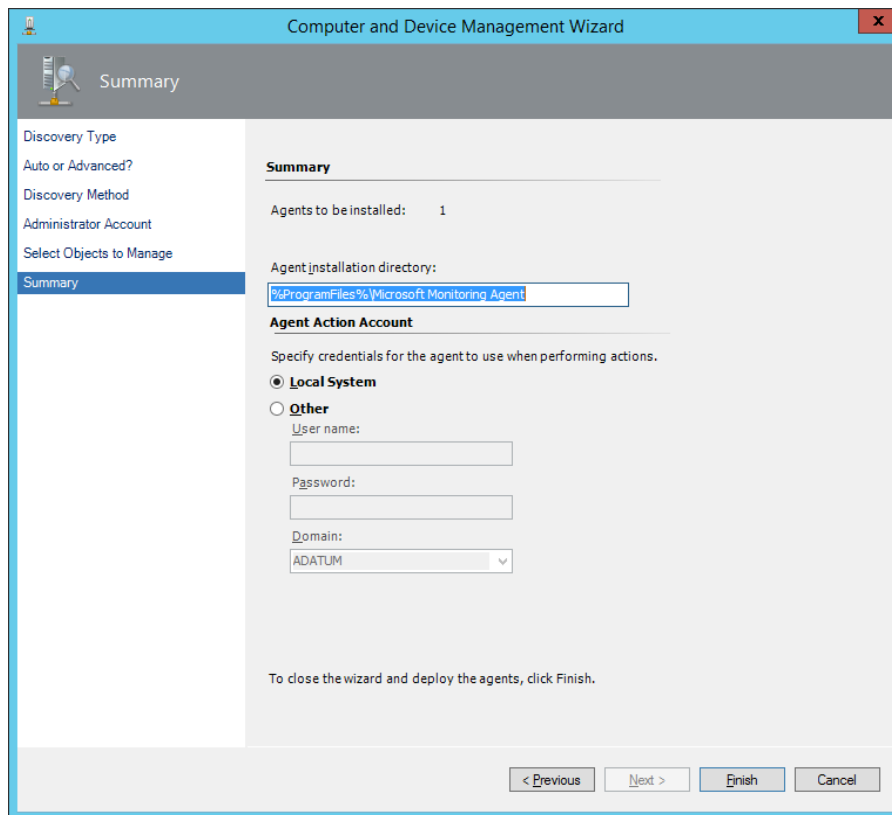 Computer and Device Management Wizard
x
Summary
Discovery Type
Auto or Advanced?
Discovery Method
Administrator Account
Select Objects to Manage
Summary
Summary
Agents to be installed: 1
Agent installation directory:
%ProgramFiles%\Microsoft Monitoring Agent
Agent Action Account
Specify credentials for the agent to use when performing actions.
Local System
Other
User name:
Password:
Domain:
ADATUM
To close the wizard and deploy the agents, click Finish.
< Previous Next > Finish Cancel